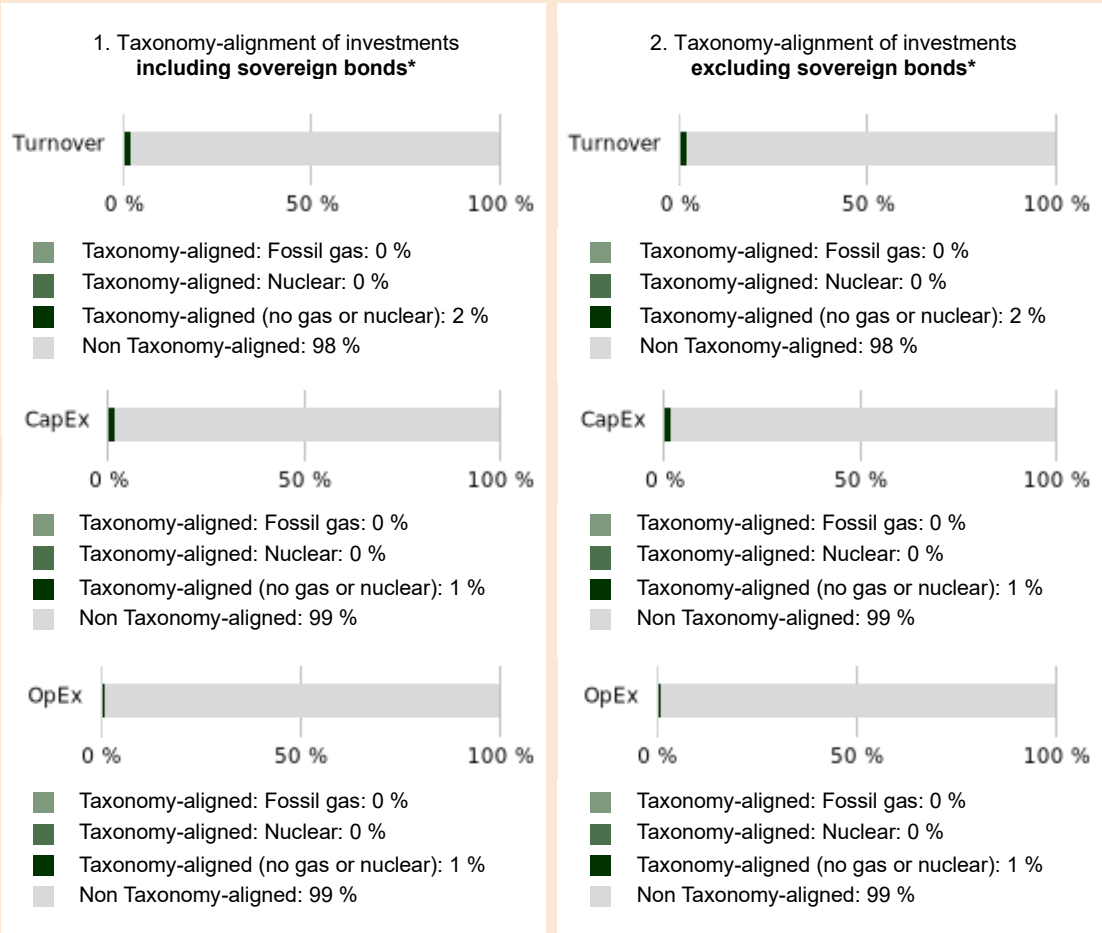 1. Taxonomy-alignment of investments
including sovereign bonds*
Turnover
0 % 50 % 100 %
Taxonomy-aligned: Fossil gas: 0 %
Taxonomy-aligned: Nuclear: 0 %
Taxonomy-aligned (no gas or nuclear): 2 %
Non Taxonomy-aligned: 98 %
CapEx
0 % 50 % 100 %
Taxonomy-aligned: Fossil gas: 0 %
Taxonomy-aligned: Nuclear: 0 %
Taxonomy-aligned (no gas or nuclear): 1 %
Non Taxonomy-aligned: 99 %
OpEx
0 % 50 % 100 %
Taxonomy-aligned: Fossil gas: 0 %
Taxonomy-aligned: Nuclear: 0 %
Taxonomy-aligned (no gas or nuclear): 1 %
Non Taxonomy-aligned: 99 %
2. Taxonomy-alignment of investments
excluding sovereign bonds*
Turnover
0 % 50 % 100 %
Taxonomy-aligned: Fossil gas: 0 %
Taxonomy-aligned: Nuclear: 0 %
Taxonomy-aligned (no gas or nuclear): 2 %
Non Taxonomy-aligned: 98 %
CapEx
0 % 50 % 100 %
Taxonomy-aligned: Fossil gas: 0 %
Taxonomy-aligned: Nuclear: 0 %
Taxonomy-aligned (no gas or nuclear): 1 %
Non Taxonomy-aligned: 99 %
OpEx
0 % 50 % 100 %
Taxonomy-aligned: Fossil gas: 0 %
Taxonomy-aligned: Nuclear: 0 %
Taxonomy-aligned (no gas or nuclear): 1 %
Non Taxonomy-aligned: 99 %